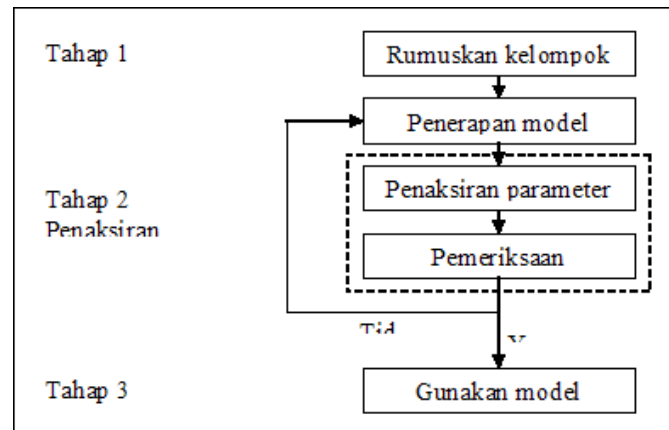 Tahap 1
Rumuskan kelompok
Penerapan model
Tahap 2
Penaksiran
Penaksiran parameter
Pemeriksaan
Tahap 3
Gunakan model